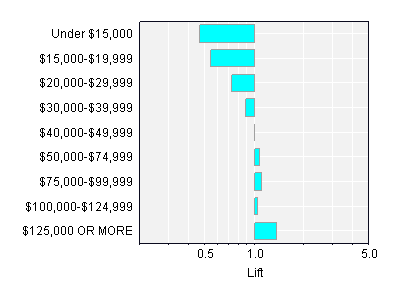 Under $15,000
$15,000-$19,999
$20,000-$29,999
$30,000-$39,999
$40,000-$49,999
$50,000-$74,999
$75,000-$99,999
$100,000-$124,999
$125,000 OR MORE
0.5 1.0 5.0
Lift